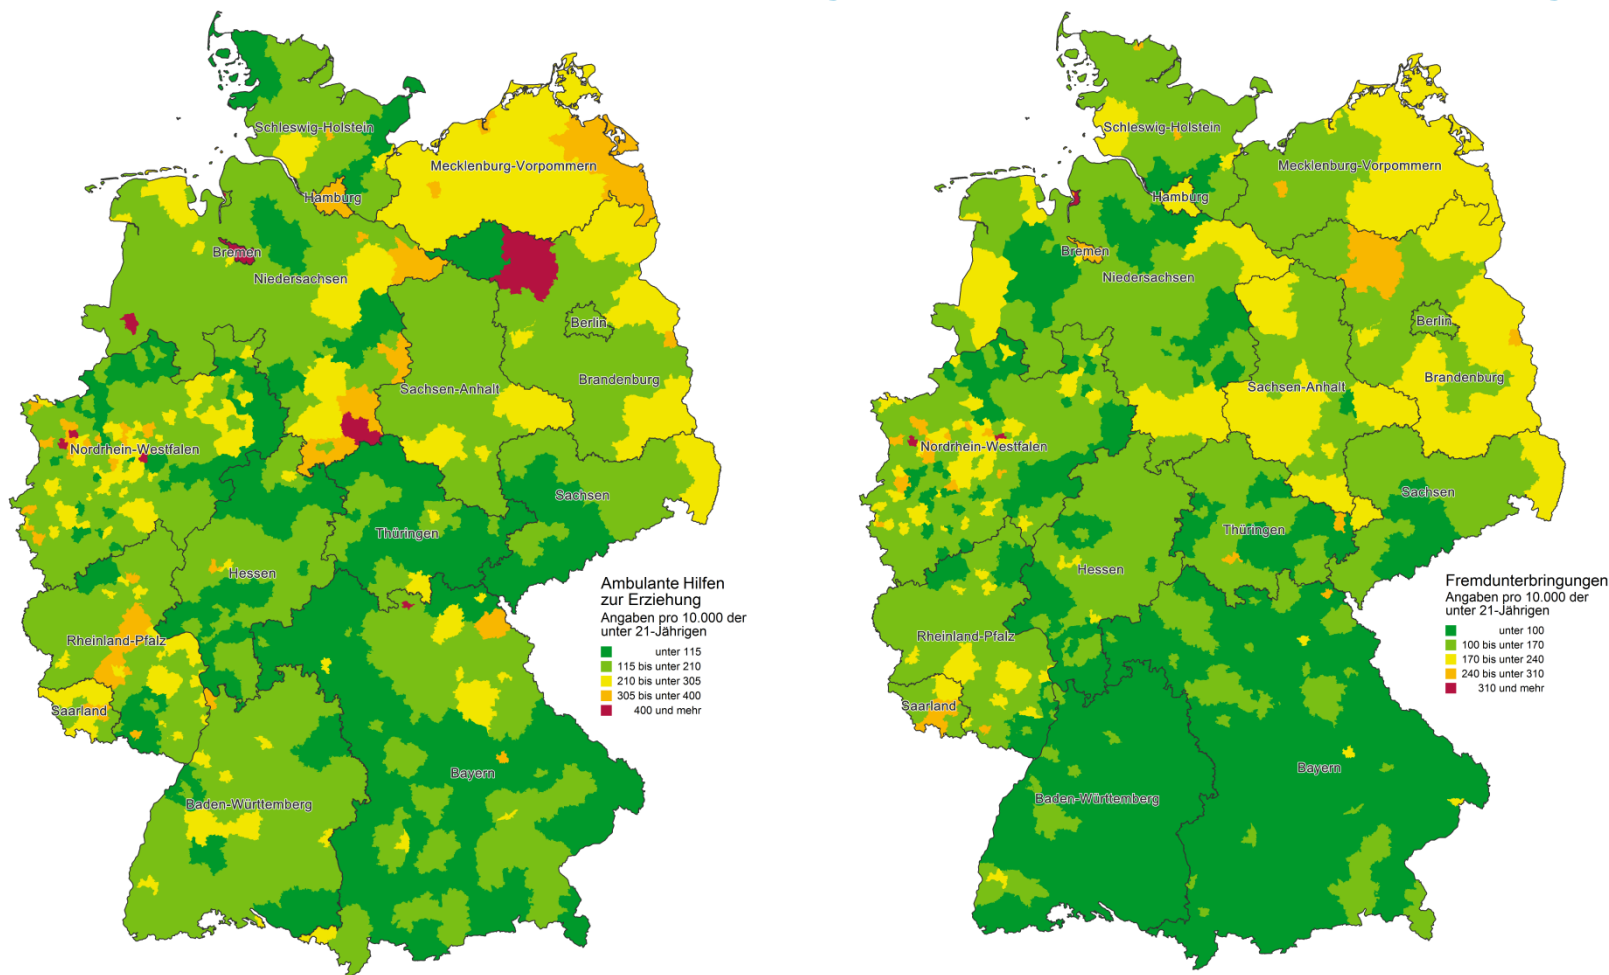 Schleswig-Holstein
Mecklenburg-Vorpommern
Hamburg
Bremen
Niedersachsen
Berlin
Brandenburg
Sachsen-Anhalt
Nordrhein-Westfalen
Sachsen
Thüringen
Hessen
Rheinland-Pfalz
Saarland
Bayern
Baden-Württemberg
Ambulante Hilfen
zur Erziehung
Angaben pro 10.000 der
unter 21-Jährigen
unter 115
115 bis unter 210
210 bis unter 305
305 bis unter 400
400 und mehr
Schleswig-Holstein
Mecklenburg-Vorpommern
Hamburg
Bremen
Niedersachsen
Berlin
Brandenburg
Sachsen-Anhalt
Nordrhein-Westfalen
Sachsen
Thüringen
Hessen
Rheinland-Pfalz
Saarland
Bayern
Baden-Württemberg
Fremdunterbringungen
Angaben pro 10.000 der
unter 21-Jährigen
unter 100
100 bis unter 170
170 bis unter 240
240 bis unter 310
310 und mehr